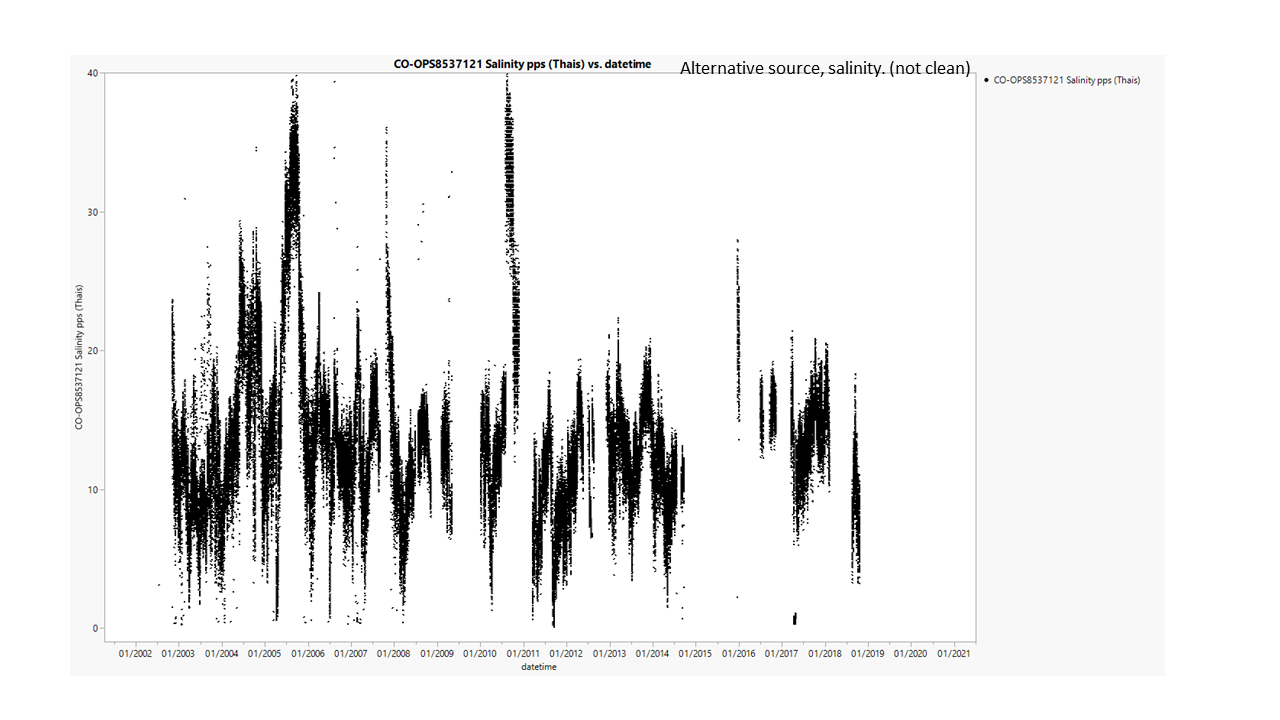 CO-OPS8537121 Salinity pps (Thais) vs. datetime
Alternative source, salinity. (not clean)
CO-OPS8537121 Salinity pps (Thais)
40
30
20
10
0
CO-OPS8537121 Salinity pps (Thais)
01/2002 01/2003 01/2004 01/2005 01/2006 01/2007 01/2008 01/2009 01/2010 01/2011 01/2012 01/2013 01/2014 01/2015 01/2016 01/2017 01/2018 01/2019 01/2020 01/2021
datetime